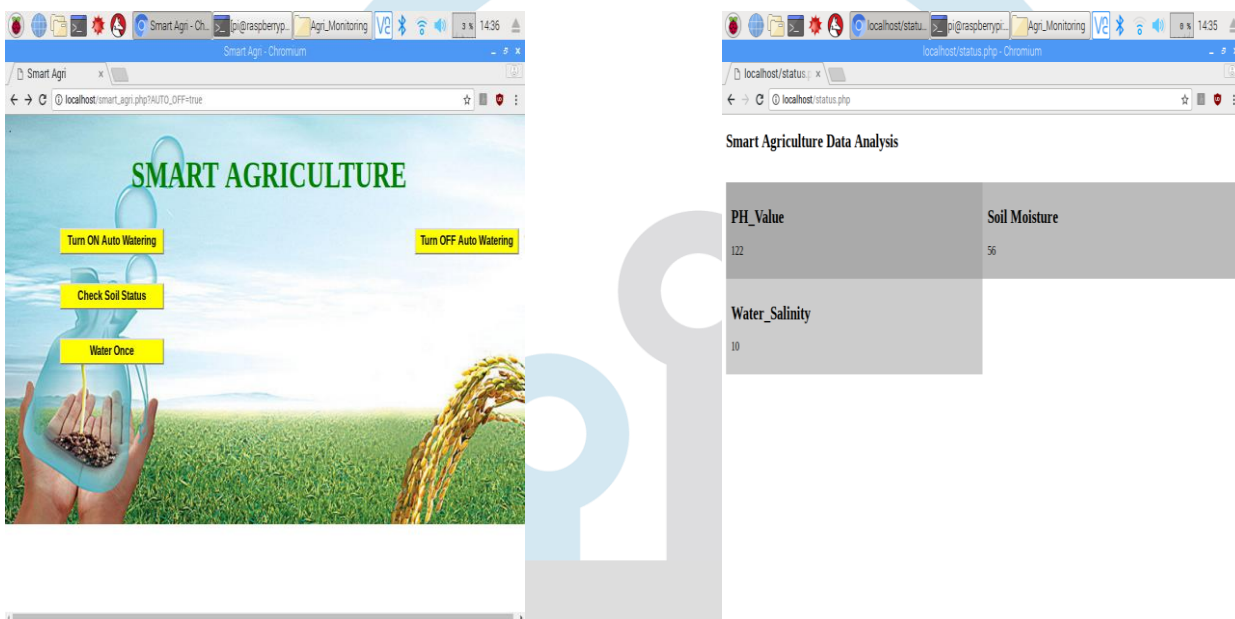 Smart Agri - Ch...
pi@raspberryp...
Agri_Monitoring
3 %
14:36
Smart Agri - Chromium
Smart Agri
localhost/smart_agri.php?AUTO_OFF=true
SMART AGRICULTURE
Turn ON Auto Watering
Turn OFF Auto Watering
Check Soil Status
Water Once
localhost/statu...
pi@raspberrypi:...
Agri_Monitoring
8 %
14:35
localhost/status.php - Chromium
localhost/status.p
localhost/status.php
Smart Agriculture Data Analysis
PH_Value
Soil Moisture
122
56
Water_Salinity
10